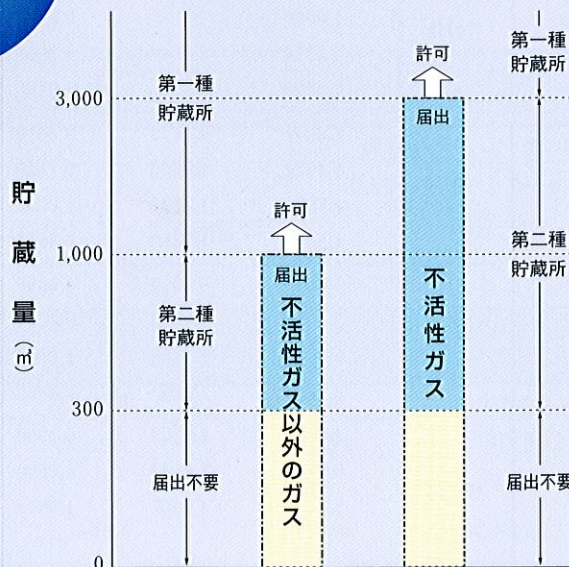 貯蔵量(㎥)
3,000
1,000
300
0
第一種
貯蔵所
第二種
貯蔵所
届出不要
許可
届出
不活性ガス以外のガス
許可
届出
不活性ガス
第一種
貯蔵所
第二種
貯蔵所
届出不要